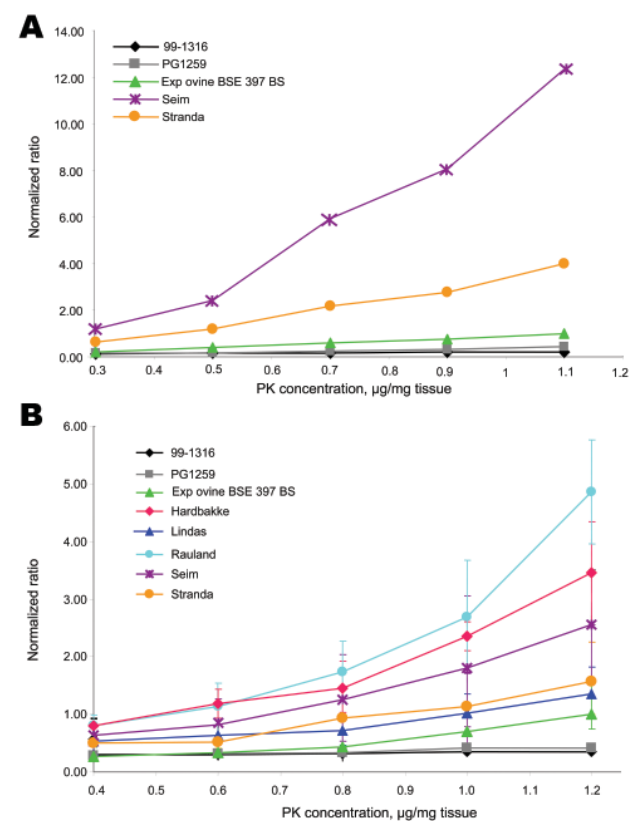 A
14.00
12.00
10.00
8.00
6.00
4.00
2.00
0.00
Normalized ratio
99-1316
PG1259
Exp ovine BSE 397 BS
Seim
Stranda
0.3 0.4 0.5 0.6 0.7 0.8 0.9 1 1.1 1.2
PK concentration, µg/mg tissue
B
6.00
5.00
4.00
3.00
2.00
1.00
0.00
Normalized ratio
99-1316
PG1259
Exp ovine BSE 397 BS
Hardbakke
Lindas
Rauland
Seim
Stranda
0.4 0.5 0.6 0.7 0.8 0.9 1.0 1.1 1.2
PK concentration, µg/mg tissue